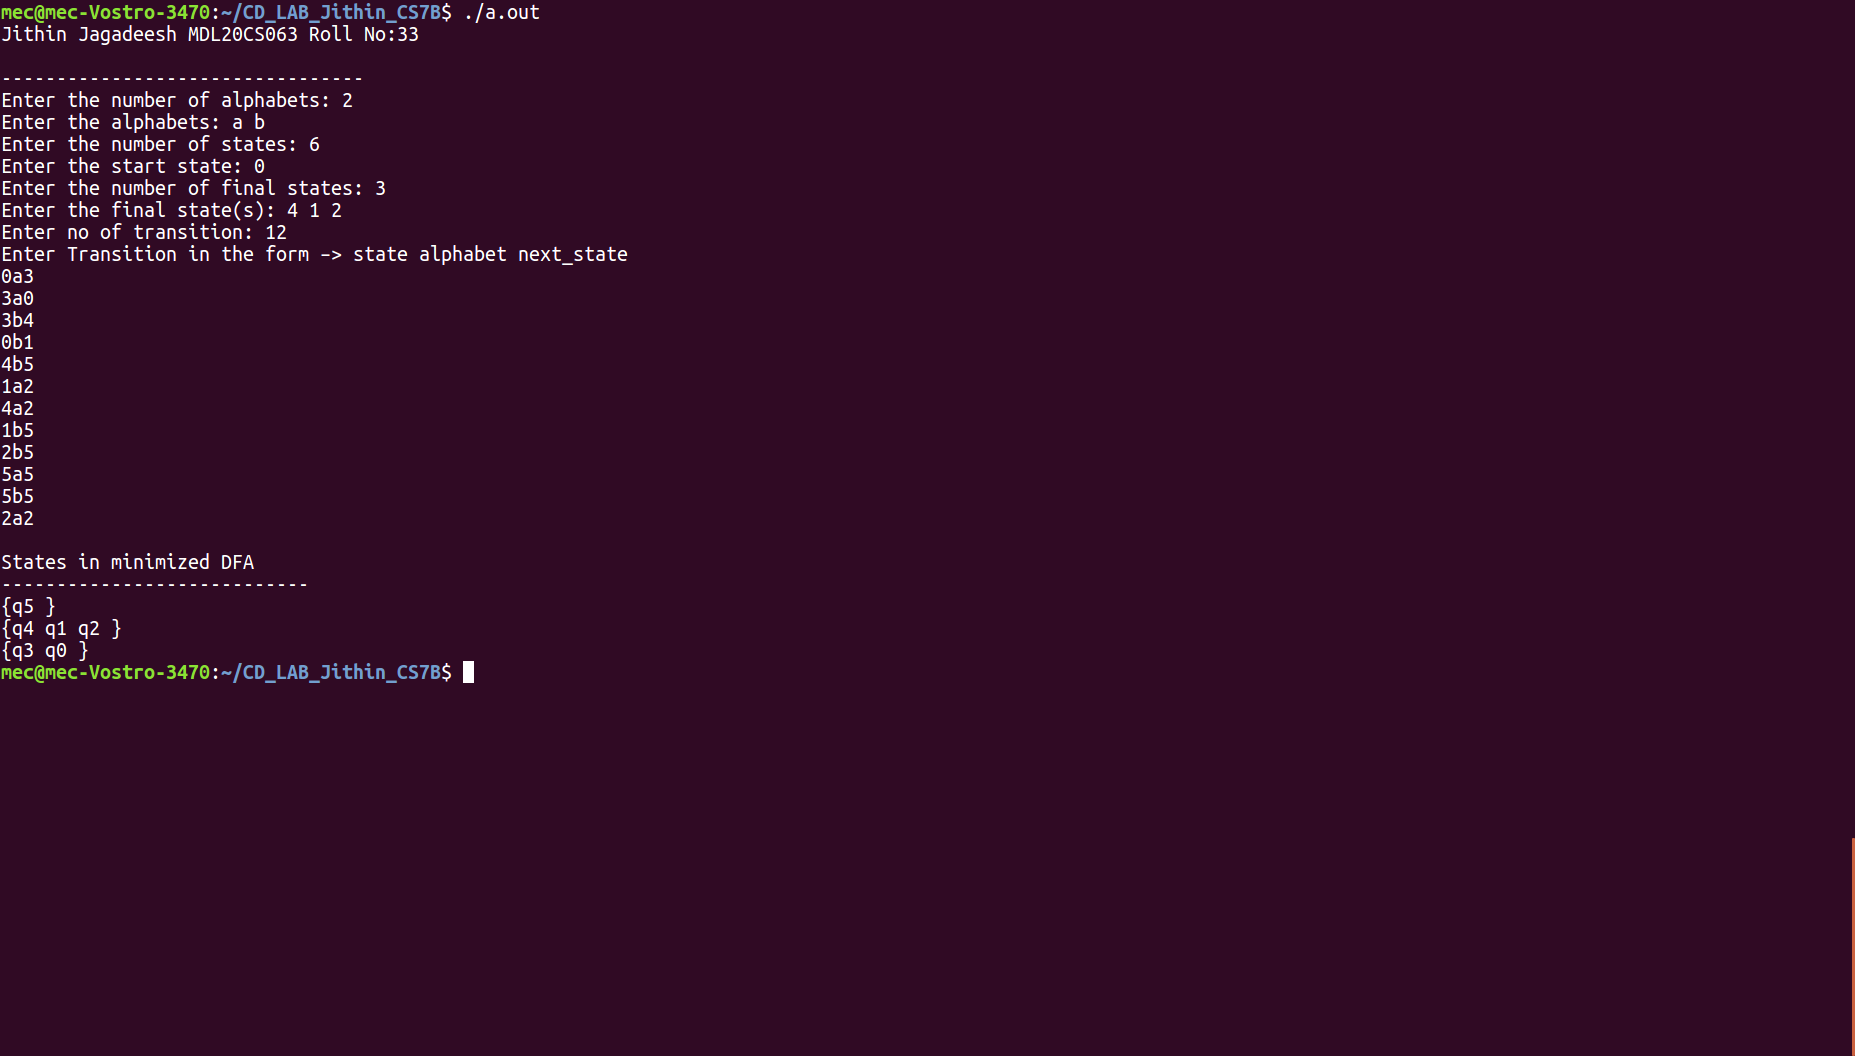 mec@mec-Vostro-3470:~/CD_LAB_Jithin_CS7B$ ./a.out
Jithin Jagadeesh MDL20CS063 Roll No:33
---------------------------------
Enter the number of alphabets: 2
Enter the alphabets: a b
Enter the number of states: 6
Enter the start state: 0
Enter the number of final states: 3
Enter the final state(s): 4 1 2
Enter no of transition: 12
Enter Transition in the form -> state alphabet next_state
0a3
3a0
3b4
0b1
4b5
1a2
4a2
1b5
2b5
5a5
5b5
2a2
States in minimized DFA
----------------------------
{q5 }
{q4 q1 q2 }
{q3 q0 }
mec@mec-Vostro-3470:~/CD_LAB_Jithin_CS7B$